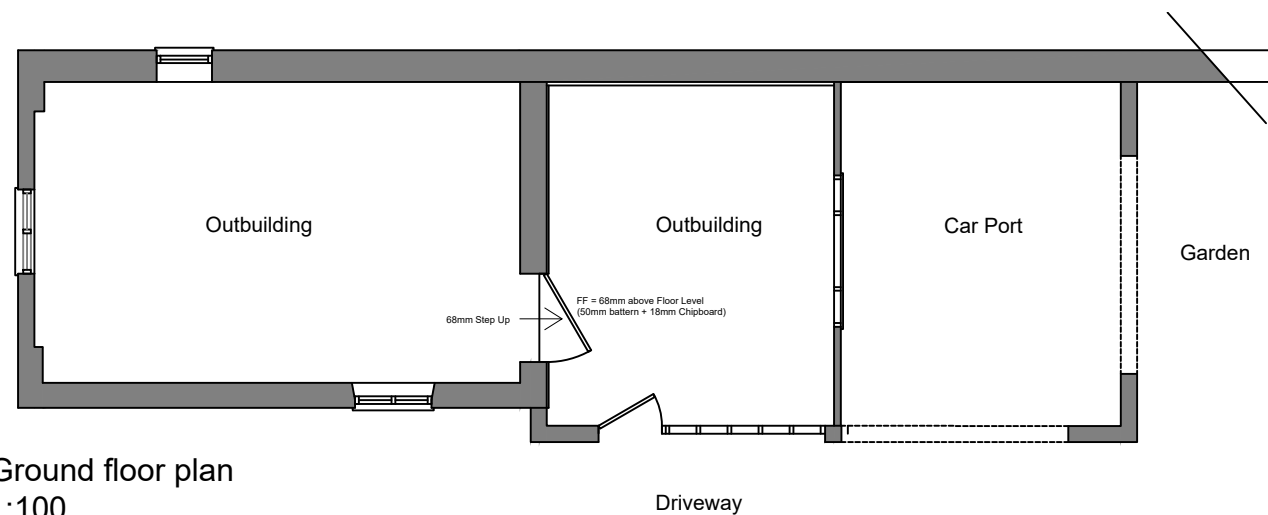 Outbuilding
Outbuilding
Car Port
Garden
FF = 68mm above Floor Level
(50mm battern + 18mm Chipboard)
68mm Step Up
Ground floor plan
:100
Driveway